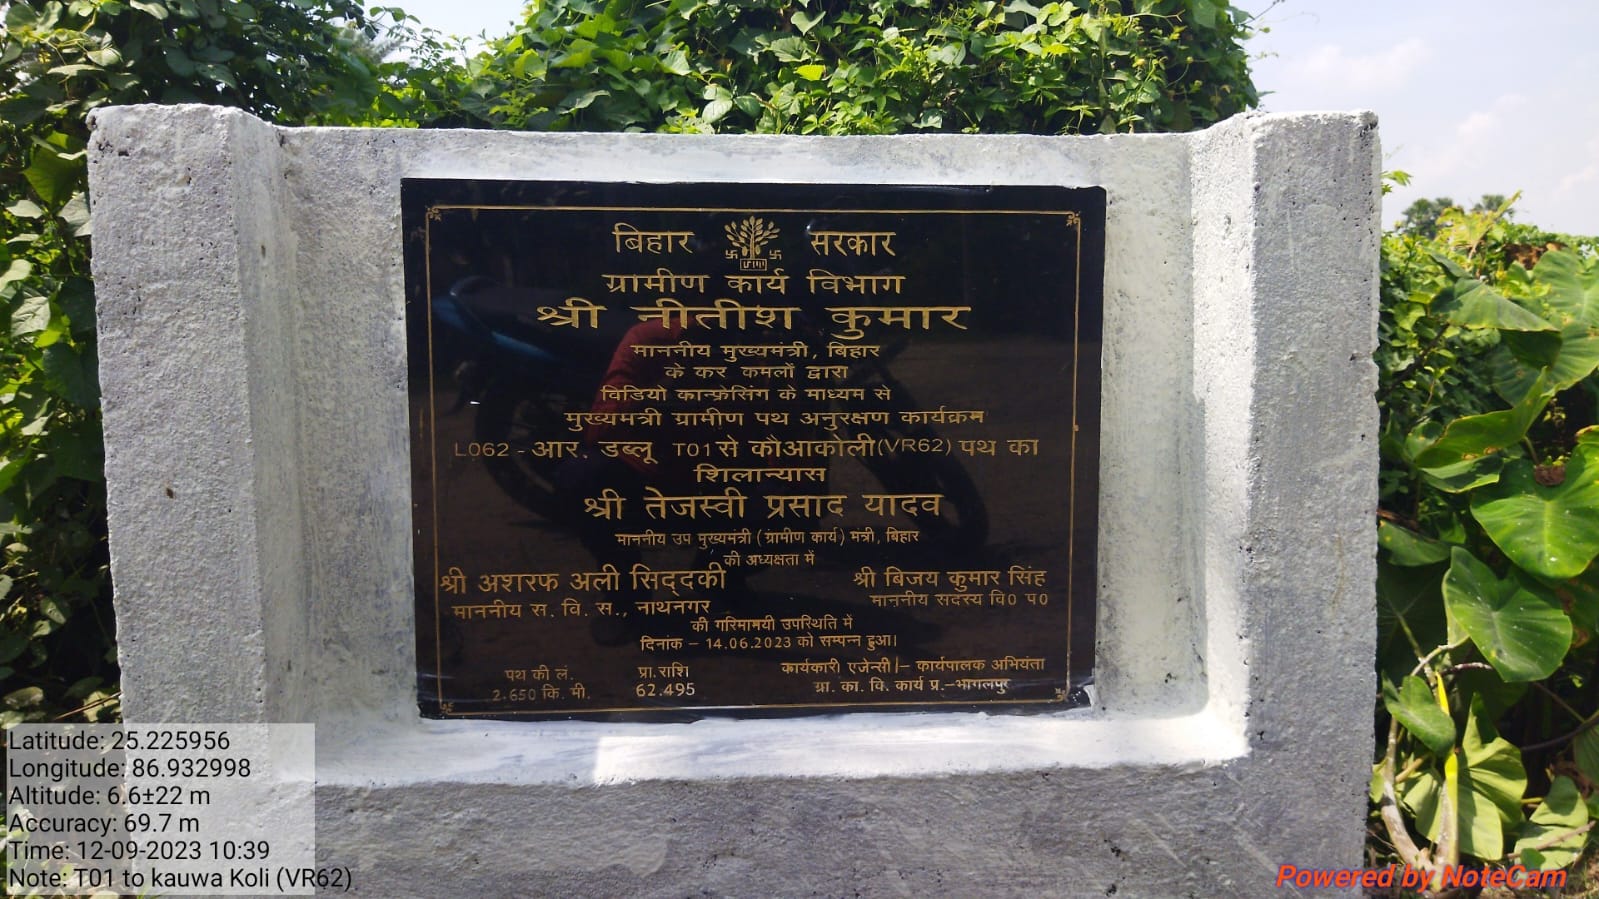 बिहार सरकार
ग्रामीण कार्य विभाग
श्री नीतीश कुमार
माननीय मुख्यमंत्री, बिहार
के कर कमलों द्वारा
विडियो कान्फ्रेसिंग के माध्यम से
मुख्यमंत्री ग्रामीण पथ अनुरक्षण कार्यक्रम
L062 - आर. डब्लू T01 से कौआकोली(VR62) पथ का
शिलान्यास
श्री तेजस्वी प्रसाद यादव
माननीय उप मुख्यमंत्री (ग्रामीण कार्य) मंत्री, बिहार
की अध्यक्षता में
श्री अशरफ अली सिद्दकी श्री बिजय कुमार सिंह
माननीय स. वि. स., नाथनगर माननीय सदस्य वि0 प0
की गरिमामयी उपस्थिति में
दिनांक – 14.06.2023 को सम्पन्न हुआ।
पथ की लं. प्रा.राशि कार्यकारी एजेन्सी।– कार्यपालक अभियंता
2.650 कि. मी. 62.495 ग्रा. का. वि. कार्य प्र.–भागलपुर
Latitude: 25.225956
Longitude: 86.932998
Altitude: 6.6±22 m
Accuracy: 69.7 m
Time: 12-09-2023 10:39
Note: T01 to kauwa Koli (VR62)
Powered by NoteCam